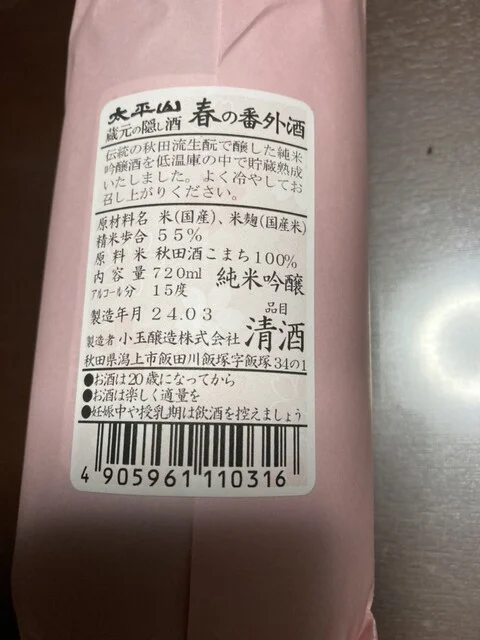 太平山
蔵元の隠し酒 春の番外酒
伝統の秋田流生酛で醸した純米
吟醸酒を低温庫の中で貯蔵熟成
いたしました。よく冷やしてお
召し上がりください。
原材料名 米(国産)、米麹(国産米)
精米歩合 55%
原料米 秋田酒こまち100%
内容量 720ml 純米吟醸
アルコール分 15度
品目
製造年月 24.03
製造者 小玉醸造株式会社 清酒
秋田県潟上市飯田川飯塚字飯塚34の1
●お酒は20歳になってから
●お酒は楽しく適量を
●妊娠中や授乳期は飲酒を控えましょう
4 905961 110316